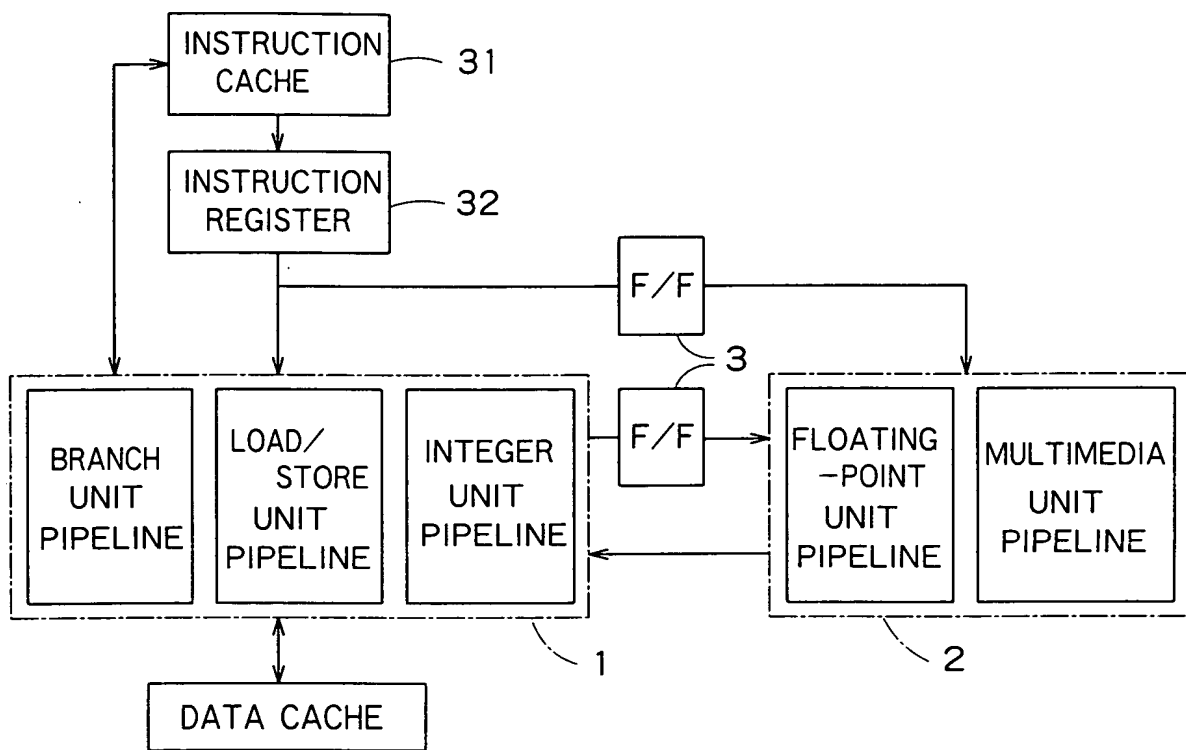 INSTRUCTION
CACHE
31
INSTRUCTION
REGISTER
32
F/F
3
F/F
BRANCH
UNIT
PIPELINE
LOAD/
STORE
UNIT
PIPELINE
INTEGER
UNIT
PIPELINE
FLOATING
-POINT
UNIT
PIPELINE
MULTIMEDIA
UNIT
PIPELINE
1
2
DATA CACHE